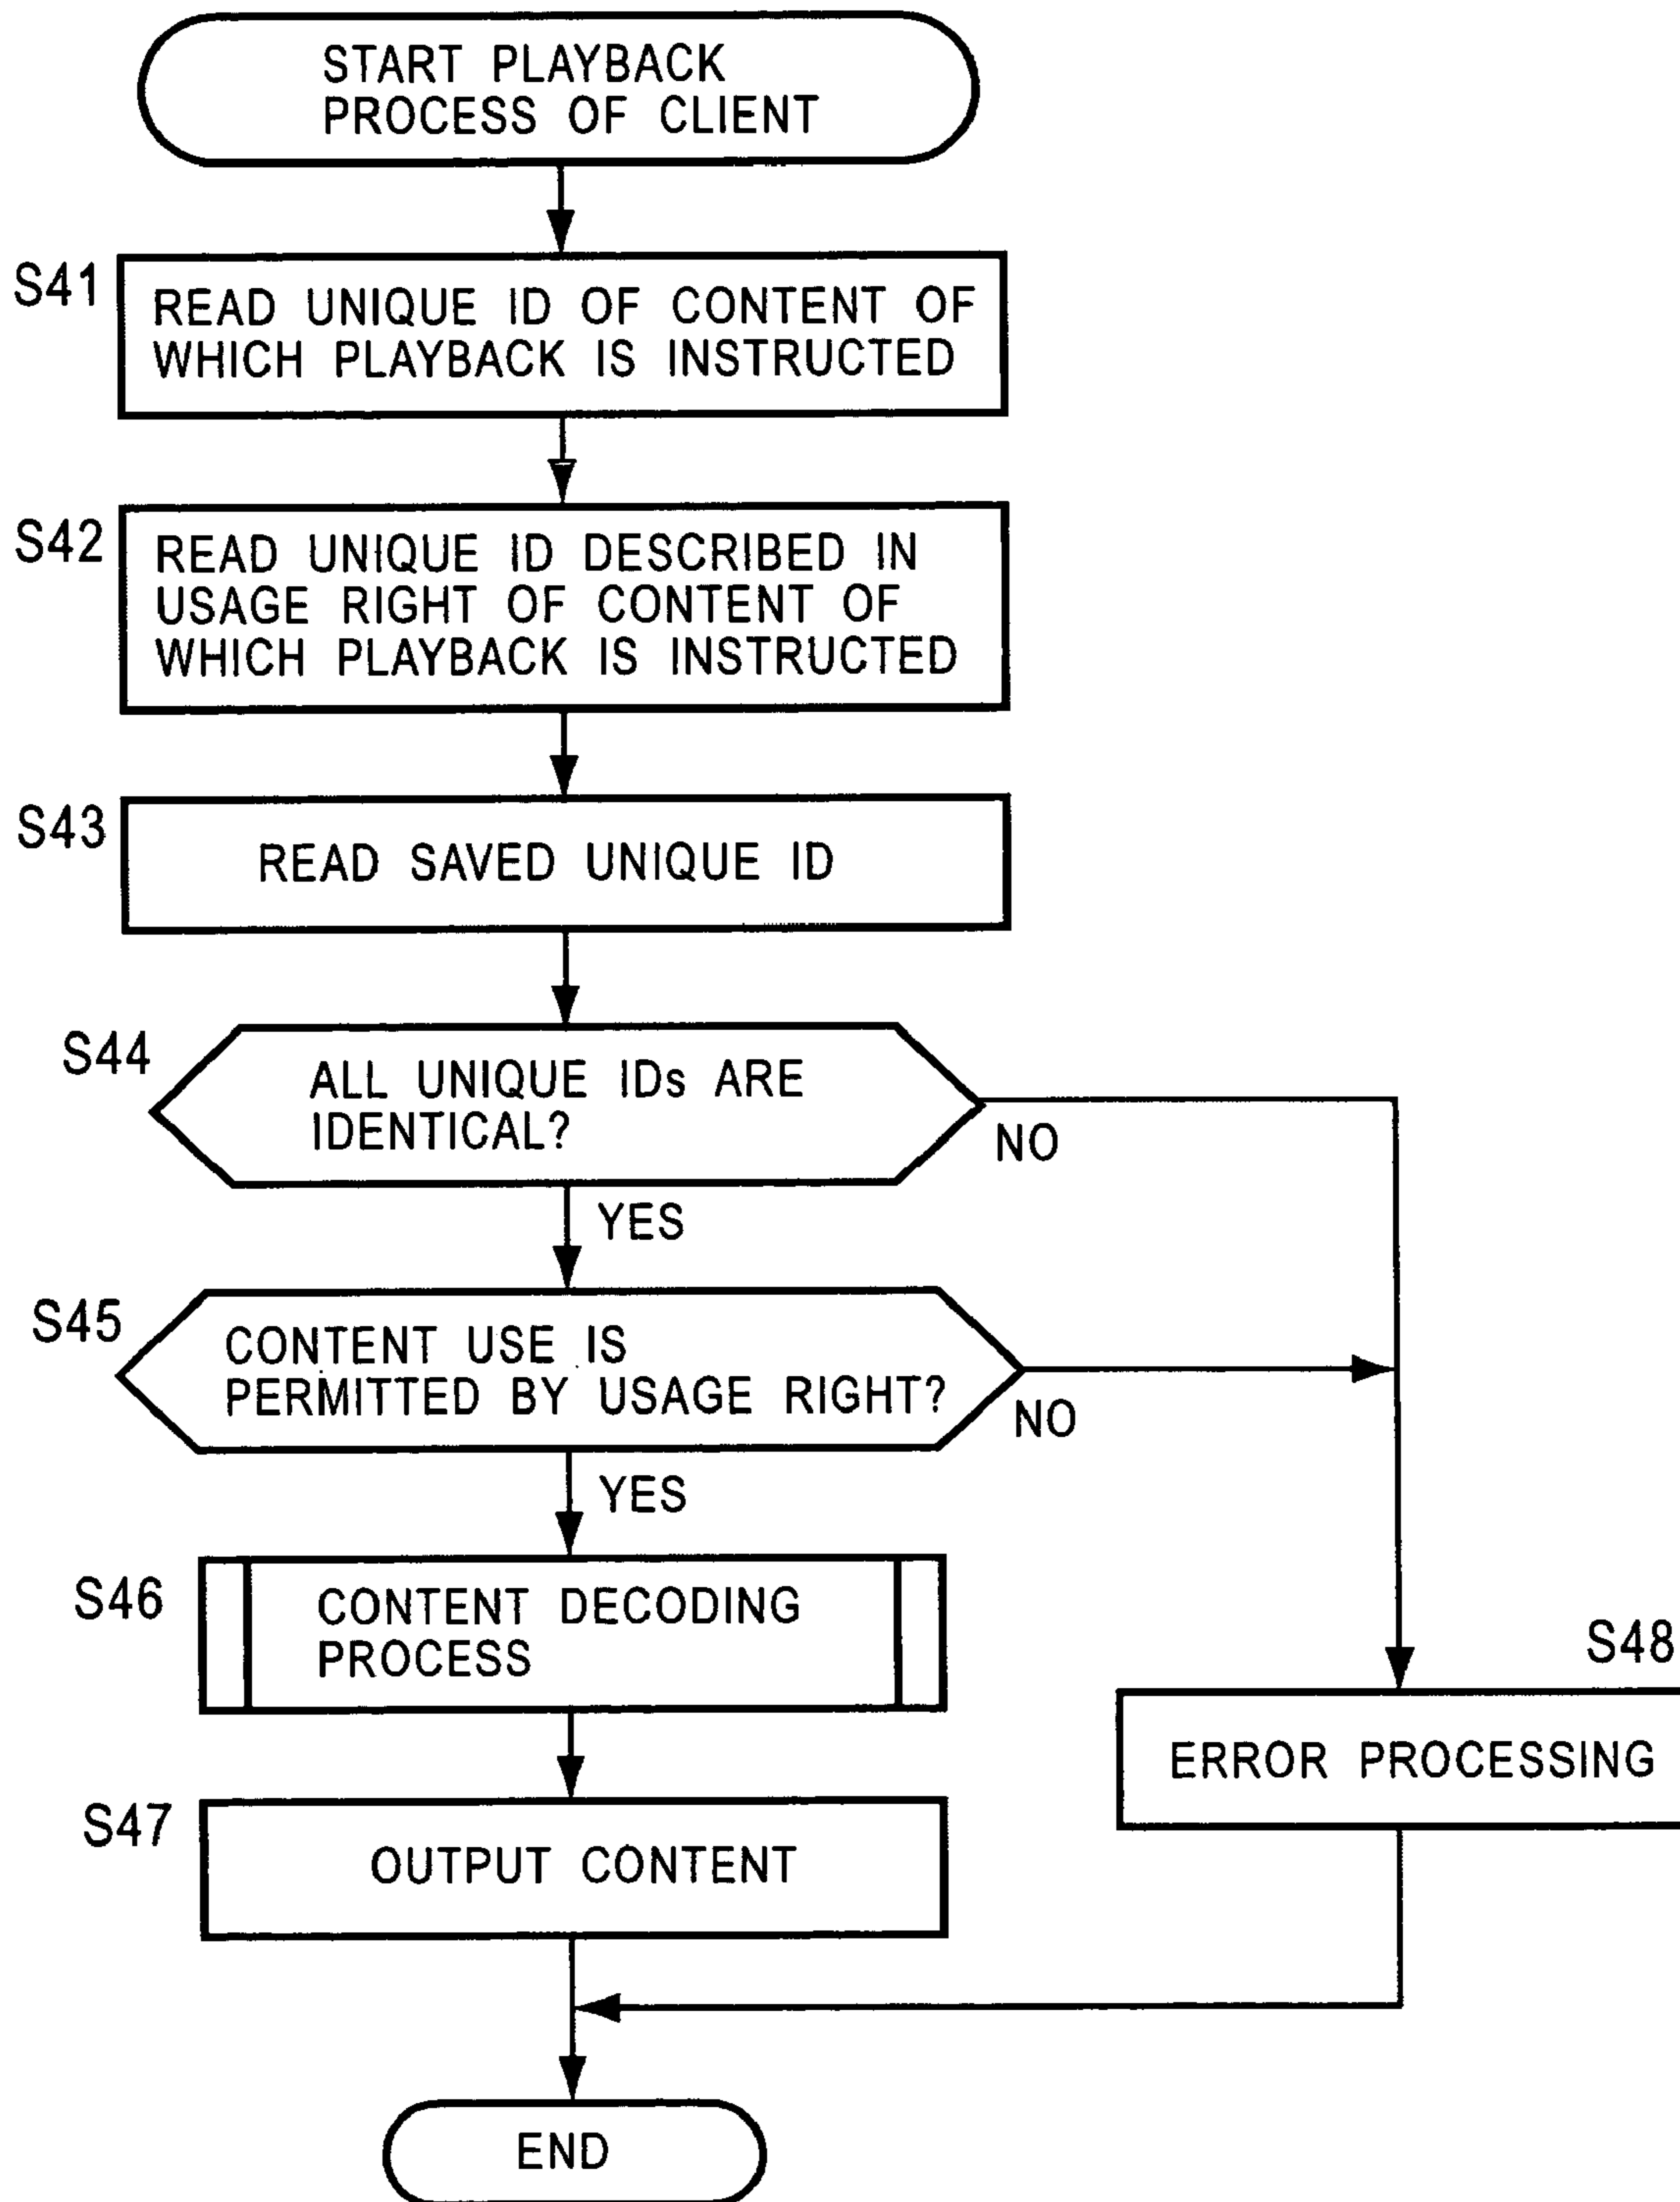 START PLAYBACK
PROCESS OF CLIENT
S41
READ UNIQUE ID OF CONTENT OF
WHICH PLAYBACK IS INSTRUCTED
S42
READ UNIQUE ID DESCRIBED IN
USAGE RIGHT OF CONTENT OF
WHICH PLAYBACK IS INSTRUCTED
S43
READ SAVED UNIQUE ID
S44
ALL UNIQUE IDs ARE
IDENTICAL?
NO
YES
S45
CONTENT USE IS
PERMITTED BY USAGE RIGHT?
NO
YES
S46
CONTENT DECODING
PROCESS
S48
ERROR PROCESSING
S47
OUTPUT CONTENT
END